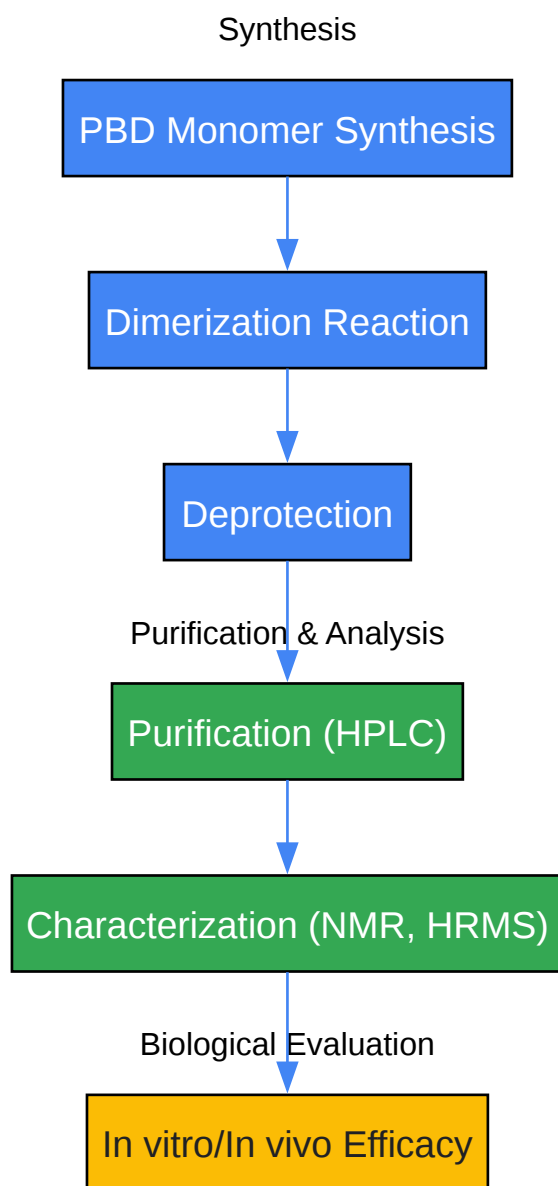 Synthesis
PBD Monomer Synthesis
Dimerization Reaction
Deprotection
Purification & Analysis
Purification (HPLC)
Characterization (NMR, HRMS)
Biological Evaluation
In vitro/In vivo Efficacy